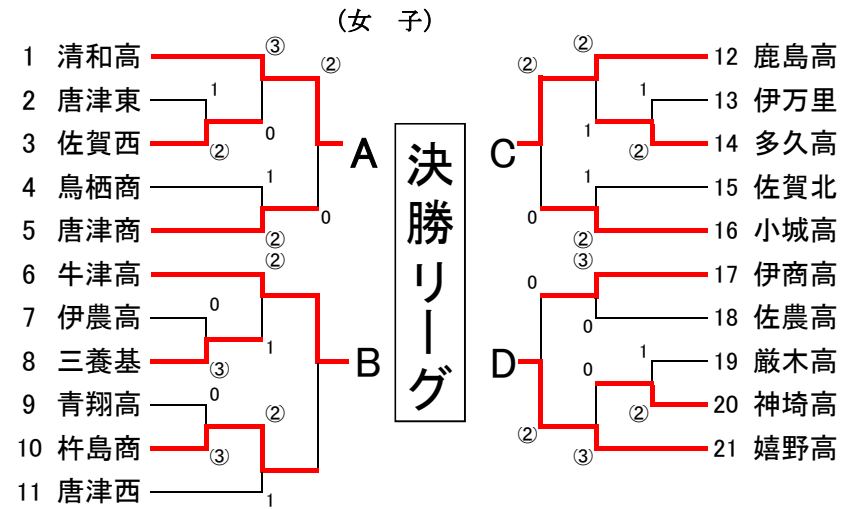 (女 子)
1 清和高
2 唐津東
3 佐賀西
4 鳥栖商
5 唐津商
6 牛津高
7 伊農高
8 三養基
9 青翔高
10 杵島商
11 唐津西
③
1
②
0
②
1
②
0
②
0
③
1
0
③
②
1
A
B
決勝リーグ
C
D
②
②
1
1
②
0
1
②
0
③
0
1
0
②
②
③
12 鹿島高
13 伊万里
14 多久高
15 佐賀北
16 小城高
17 伊商高
18 佐農高
19 厳木高
20 神埼高
21 嬉野高